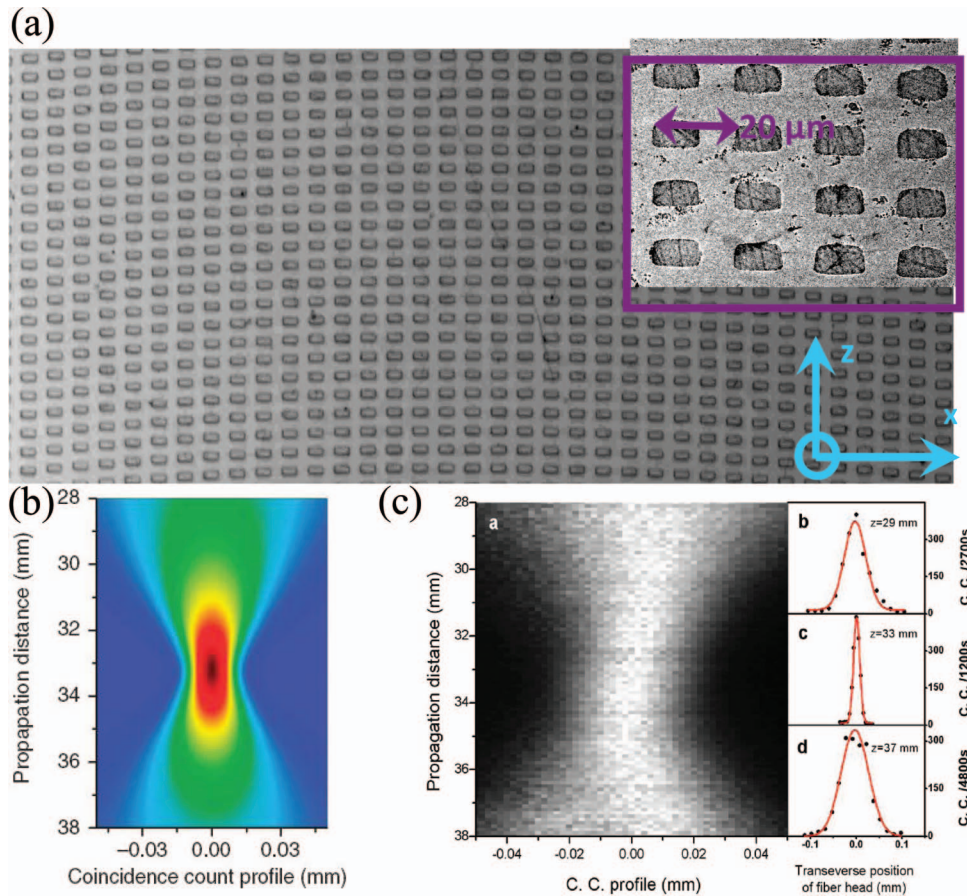 (a)
20 μm
z
x
(b)
28
30
32
34
36
38
Propapation distance (mm)
−0.03 0.00 0.03
Coincidence count profile (mm)
(c)
a
28
30
32
34
36
38
Propagation distance (mm)
-0.04 -0.02 0.00 0.02 0.04
C. C. profile (mm)
b
z=29 mm
300
150
0
C. C. /2700s
c
z=33 mm
300
150
0
C. C. /1200s
d
z=37 mm
300
150
0
C. C. /4800s
-0.1 0.0 0.1
Transverse position
of fiber head (mm)